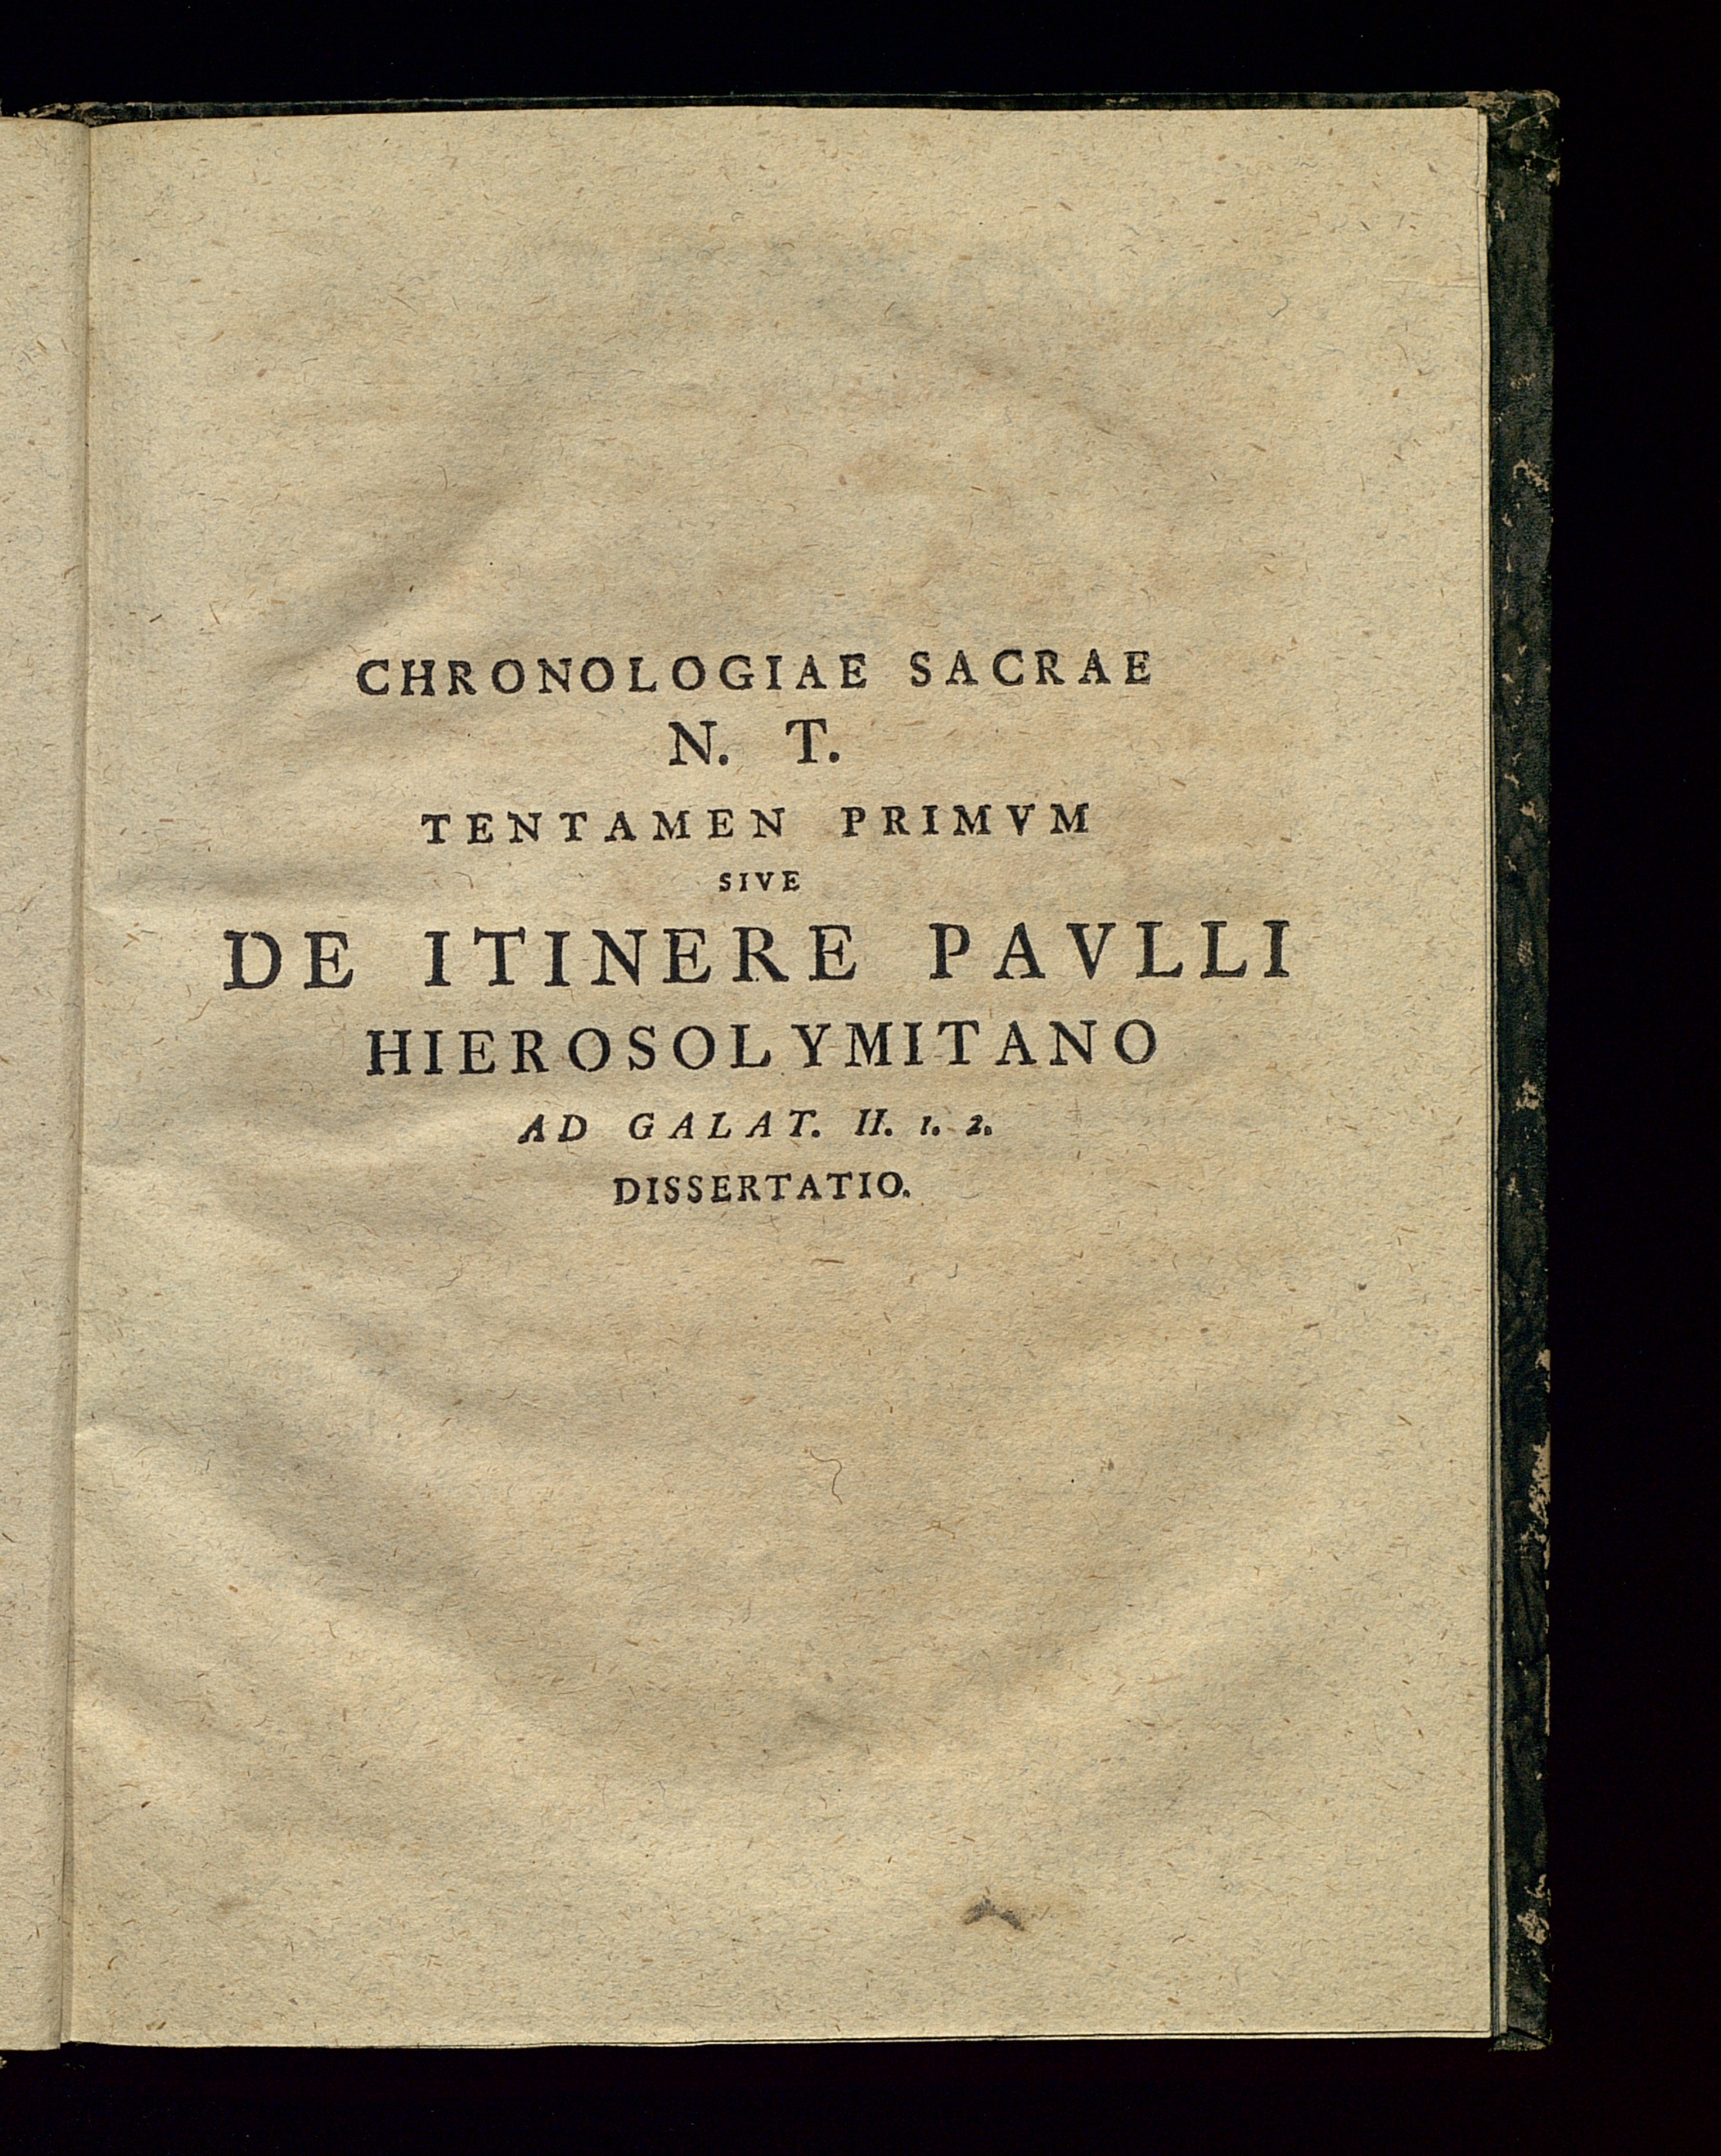 CHRONOLOGIAE SACRAE
N. T.
TENTAMEN PRIMVM
SIVE
DE ITINERE PAVLLI
HIEROSOLYMITANO
AD GALAT. II. 1. 2.
DISSERTATIO.